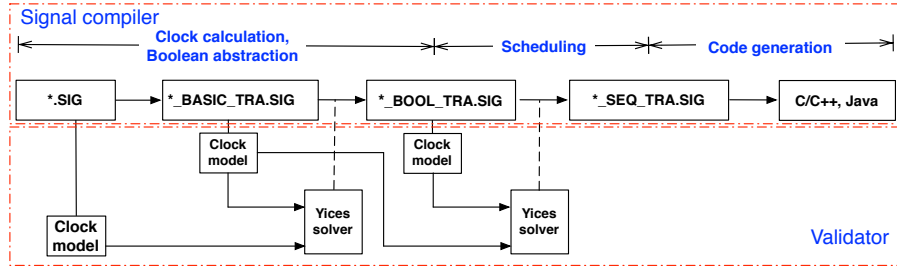 Signal compiler
Clock calculation,
Boolean abstraction
Scheduling
Code generation
*.SIG
*_BASIC_TRA.SIG
*_BOOL_TRA.SIG
*_SEQ_TRA.SIG
C/C++, Java
Clock
model
Clock
model
Yices
solver
Yices
solver
Clock
model
Validator